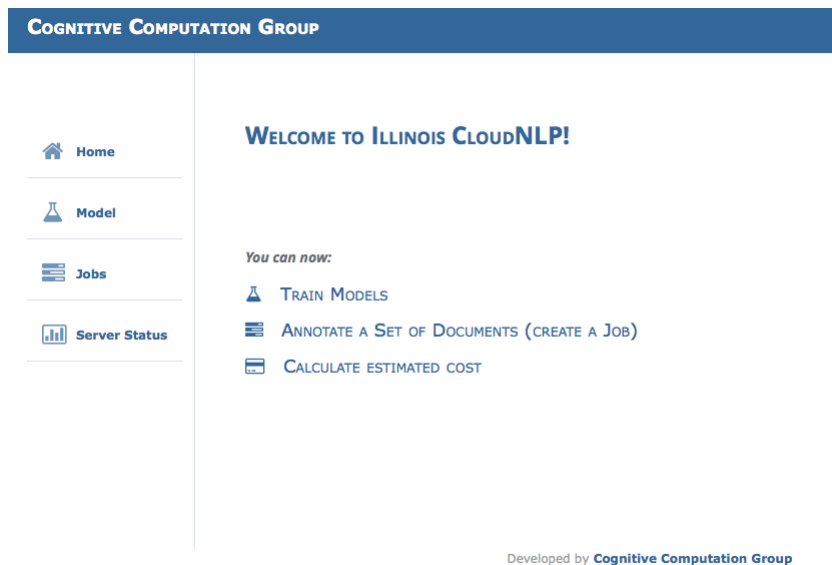 Cognitive Computation Group
Home
Model
Jobs
Server Status
Welcome to Illinois CloudNLP!
You can now:
Train Models
Annotate a Set of Documents (create a Job)
Calculate estimated cost
Developed by Cognitive Computation Group